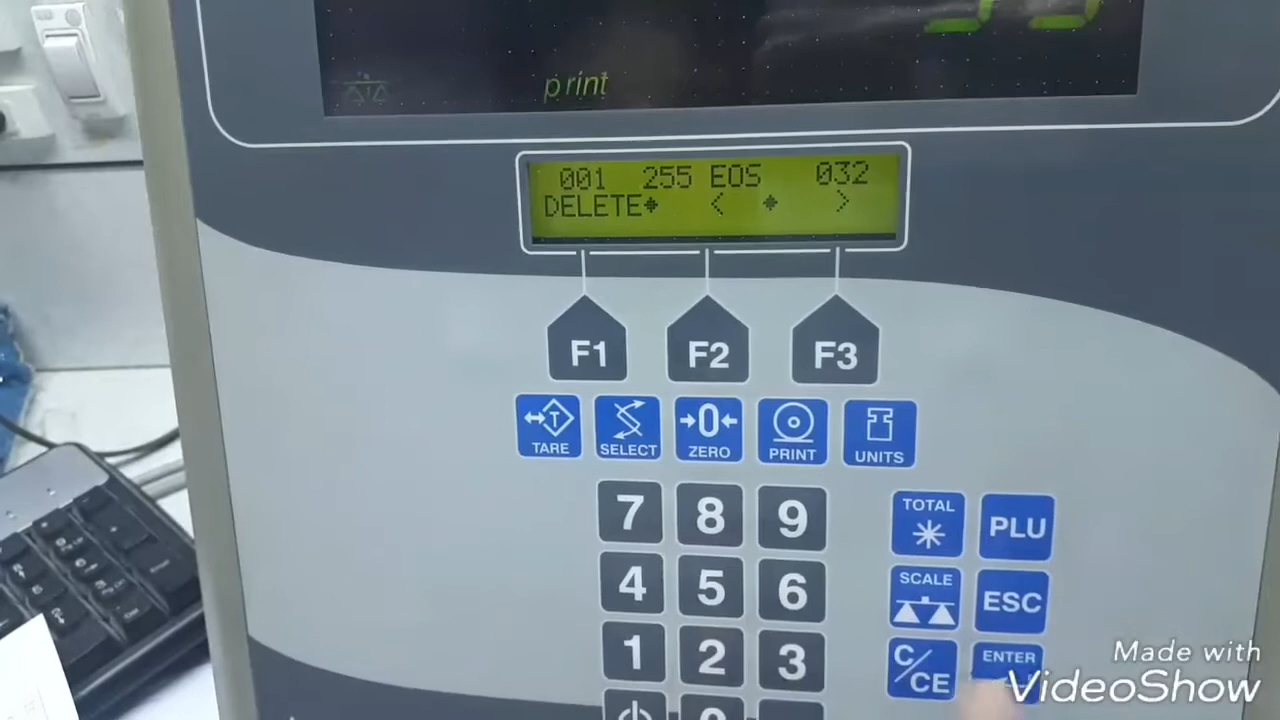 print
001 255 EOS 032
DELETE < >
F1 F2 F3
TARE SELECT ZERO PRINT UNITS
7 8 9
TOTAL PLU
4 5 6
SCALE ESC
1 2 3
C/CE ENTER
Made with
VideoShow